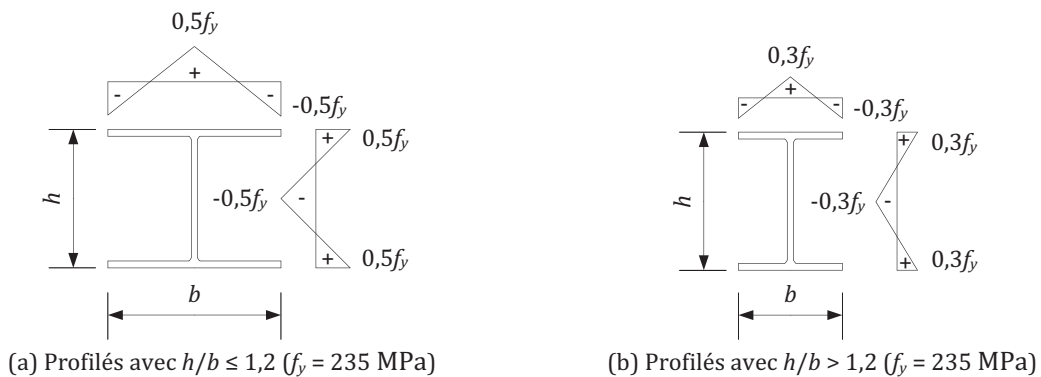 0,5fy
+
-
-
-0,5fy
+
0,5fy
h
-0,5fy
-
+
0,5fy
b
(a) Profilés avec h/b ≤ 1,2 (fy = 235 MPa)
0,3fy
+
-
-
-0,3fy
+
0,3fy
h
-0,3fy
-
+
0,3fy
b
(b) Profilés avec h/b > 1,2 (fy = 235 MPa)